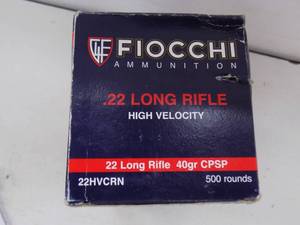 FIOCCHI
AMMUNITION
.22 LONG RIFLE
HIGH VELOCITY
22 Long Rifle 40gr CPSP
22HVCRN
500 rounds